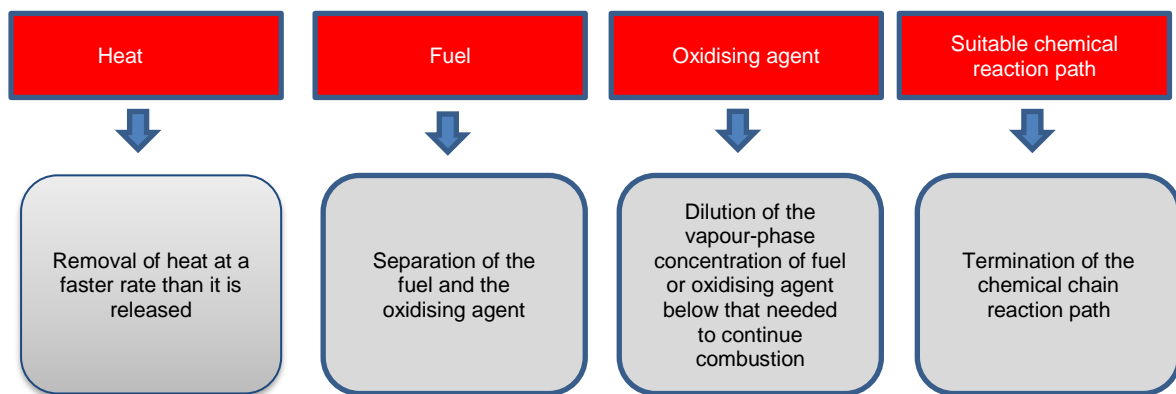 Heat
Fuel
Oxidising agent
Suitable chemical
reaction path
Removal of heat at a
faster rate than it is
released
Separation of the
fuel and the
oxidising agent
Dilution of the
vapour-phase
concentration of fuel
or oxidising agent
below that needed
to continue
combustion
Termination of the
chemical chain
reaction path